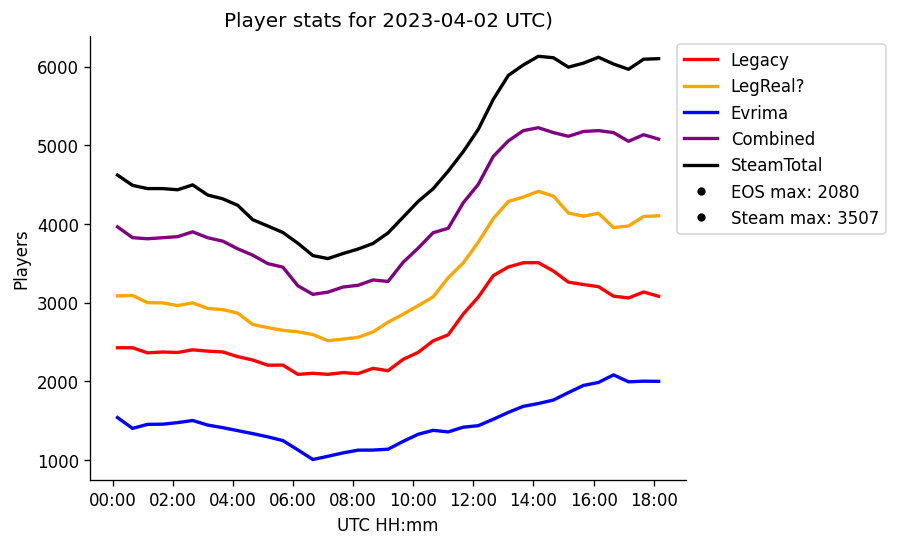 Player stats for 2023-04-02 UTC)
Legacy
LegReal?
Evrima
Combined
SteamTotal
EOS max: 2080
Steam max: 3507
Players
6000
5000
4000
3000
2000
1000
00:00 02:00 04:00 06:00 08:00 10:00 12:00 14:00 16:00 18:00
UTC HH:mm